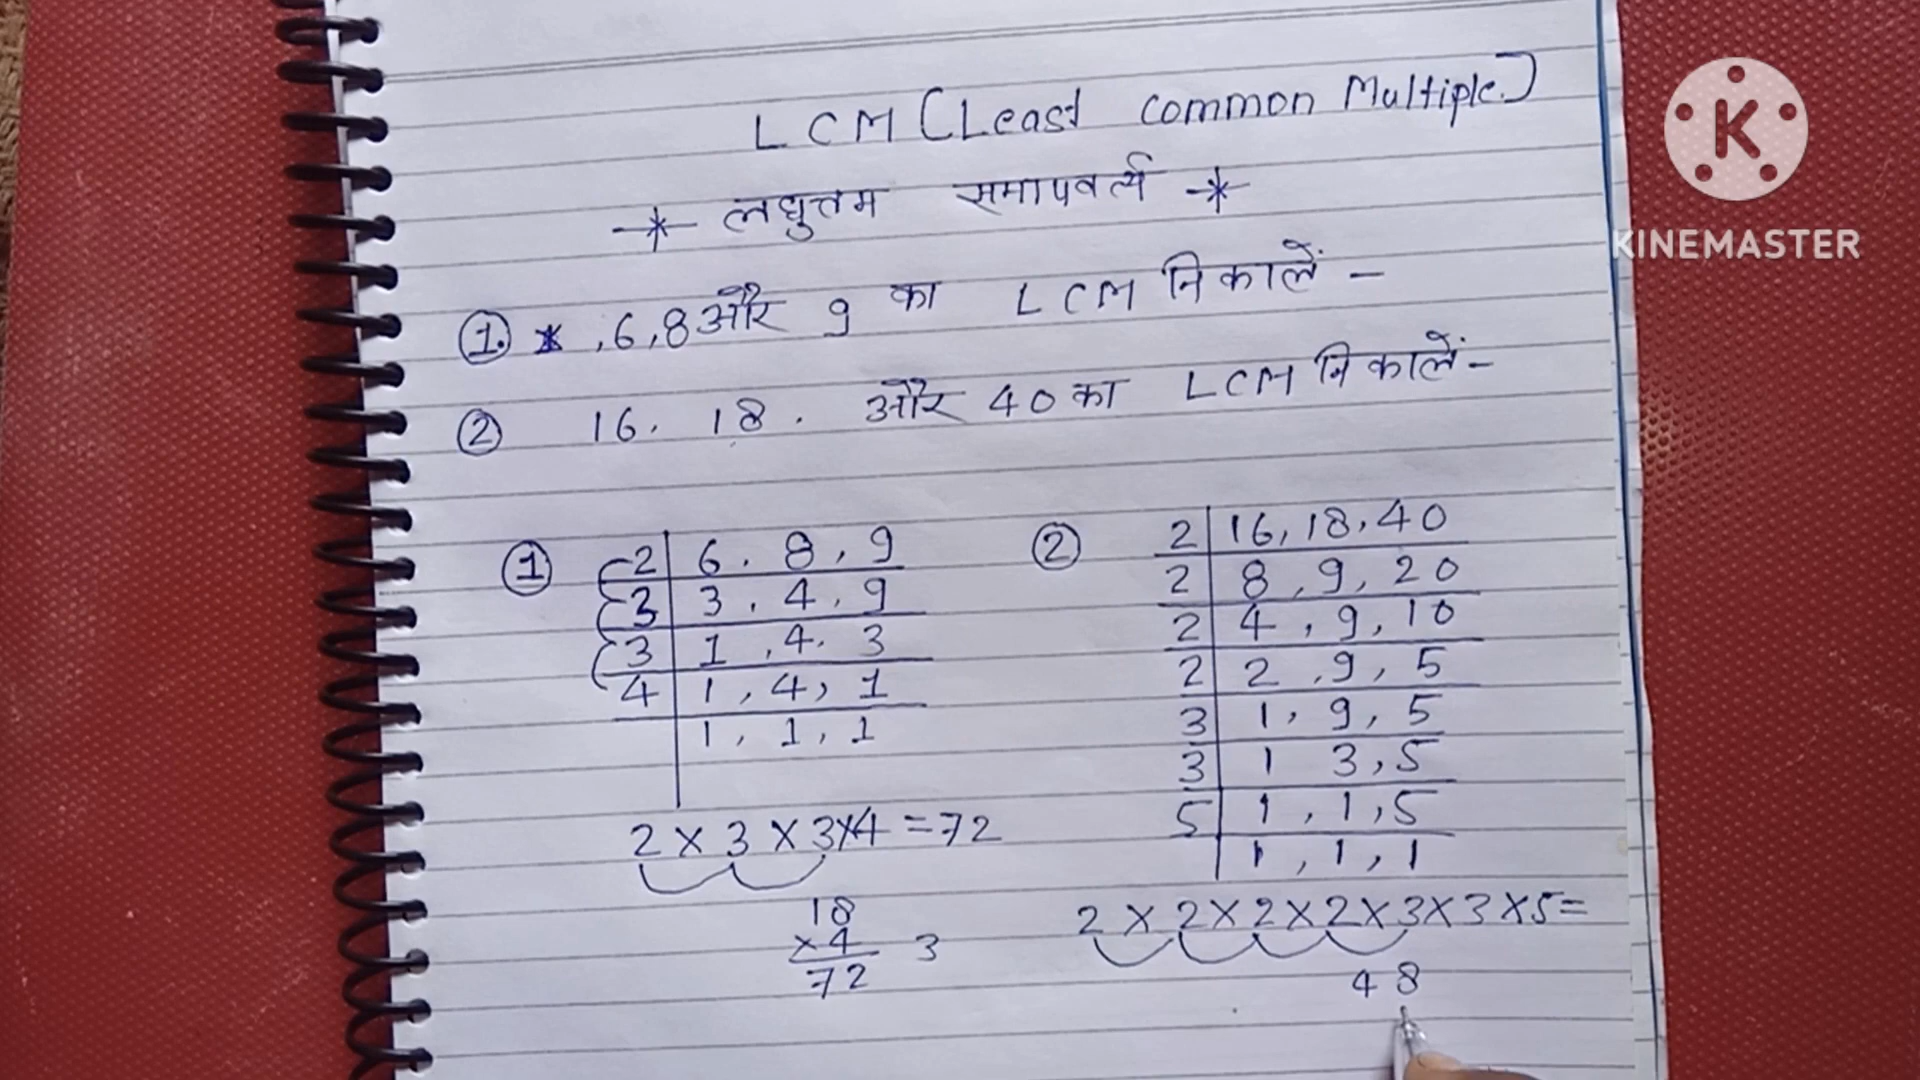 LCM (Least common Multiple)
लघुत्तम समापवर्त्य
K
KINEMASTER
1. , 6, 8 और 9 का LCM निकालें -
2 16. 18. और 40 का LCM निकालें -
1
2 | 6. 8, 9
3 | 3, 4, 9
3 | 1, 4. 3
4 | 1, 4, 1
1, 1, 1
2 × 3 × 3 × 4 = 72
18
× 4 3
72
2
2 | 16, 18, 40
2 | 8, 9, 20
2 | 4, 9, 10
2 | 2, 9, 5
3 | 1, 9, 5
3 | 1 3, 5
5 | 1, 1, 5
1, 1, 1
2 × 2 × 2 × 2 × 3 × 3 × 5 =
48